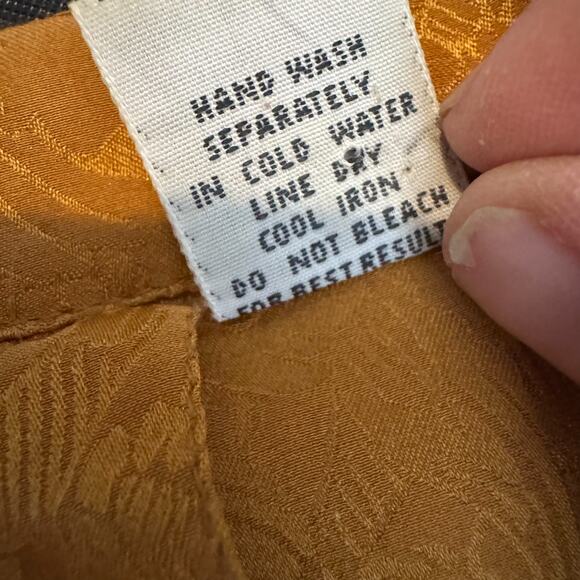 HAND WASH
SEPARATELY
IN COLD WATER
LINE DRY
COOL IRON
DO NOT BLEACH
FOR BEST RESULT